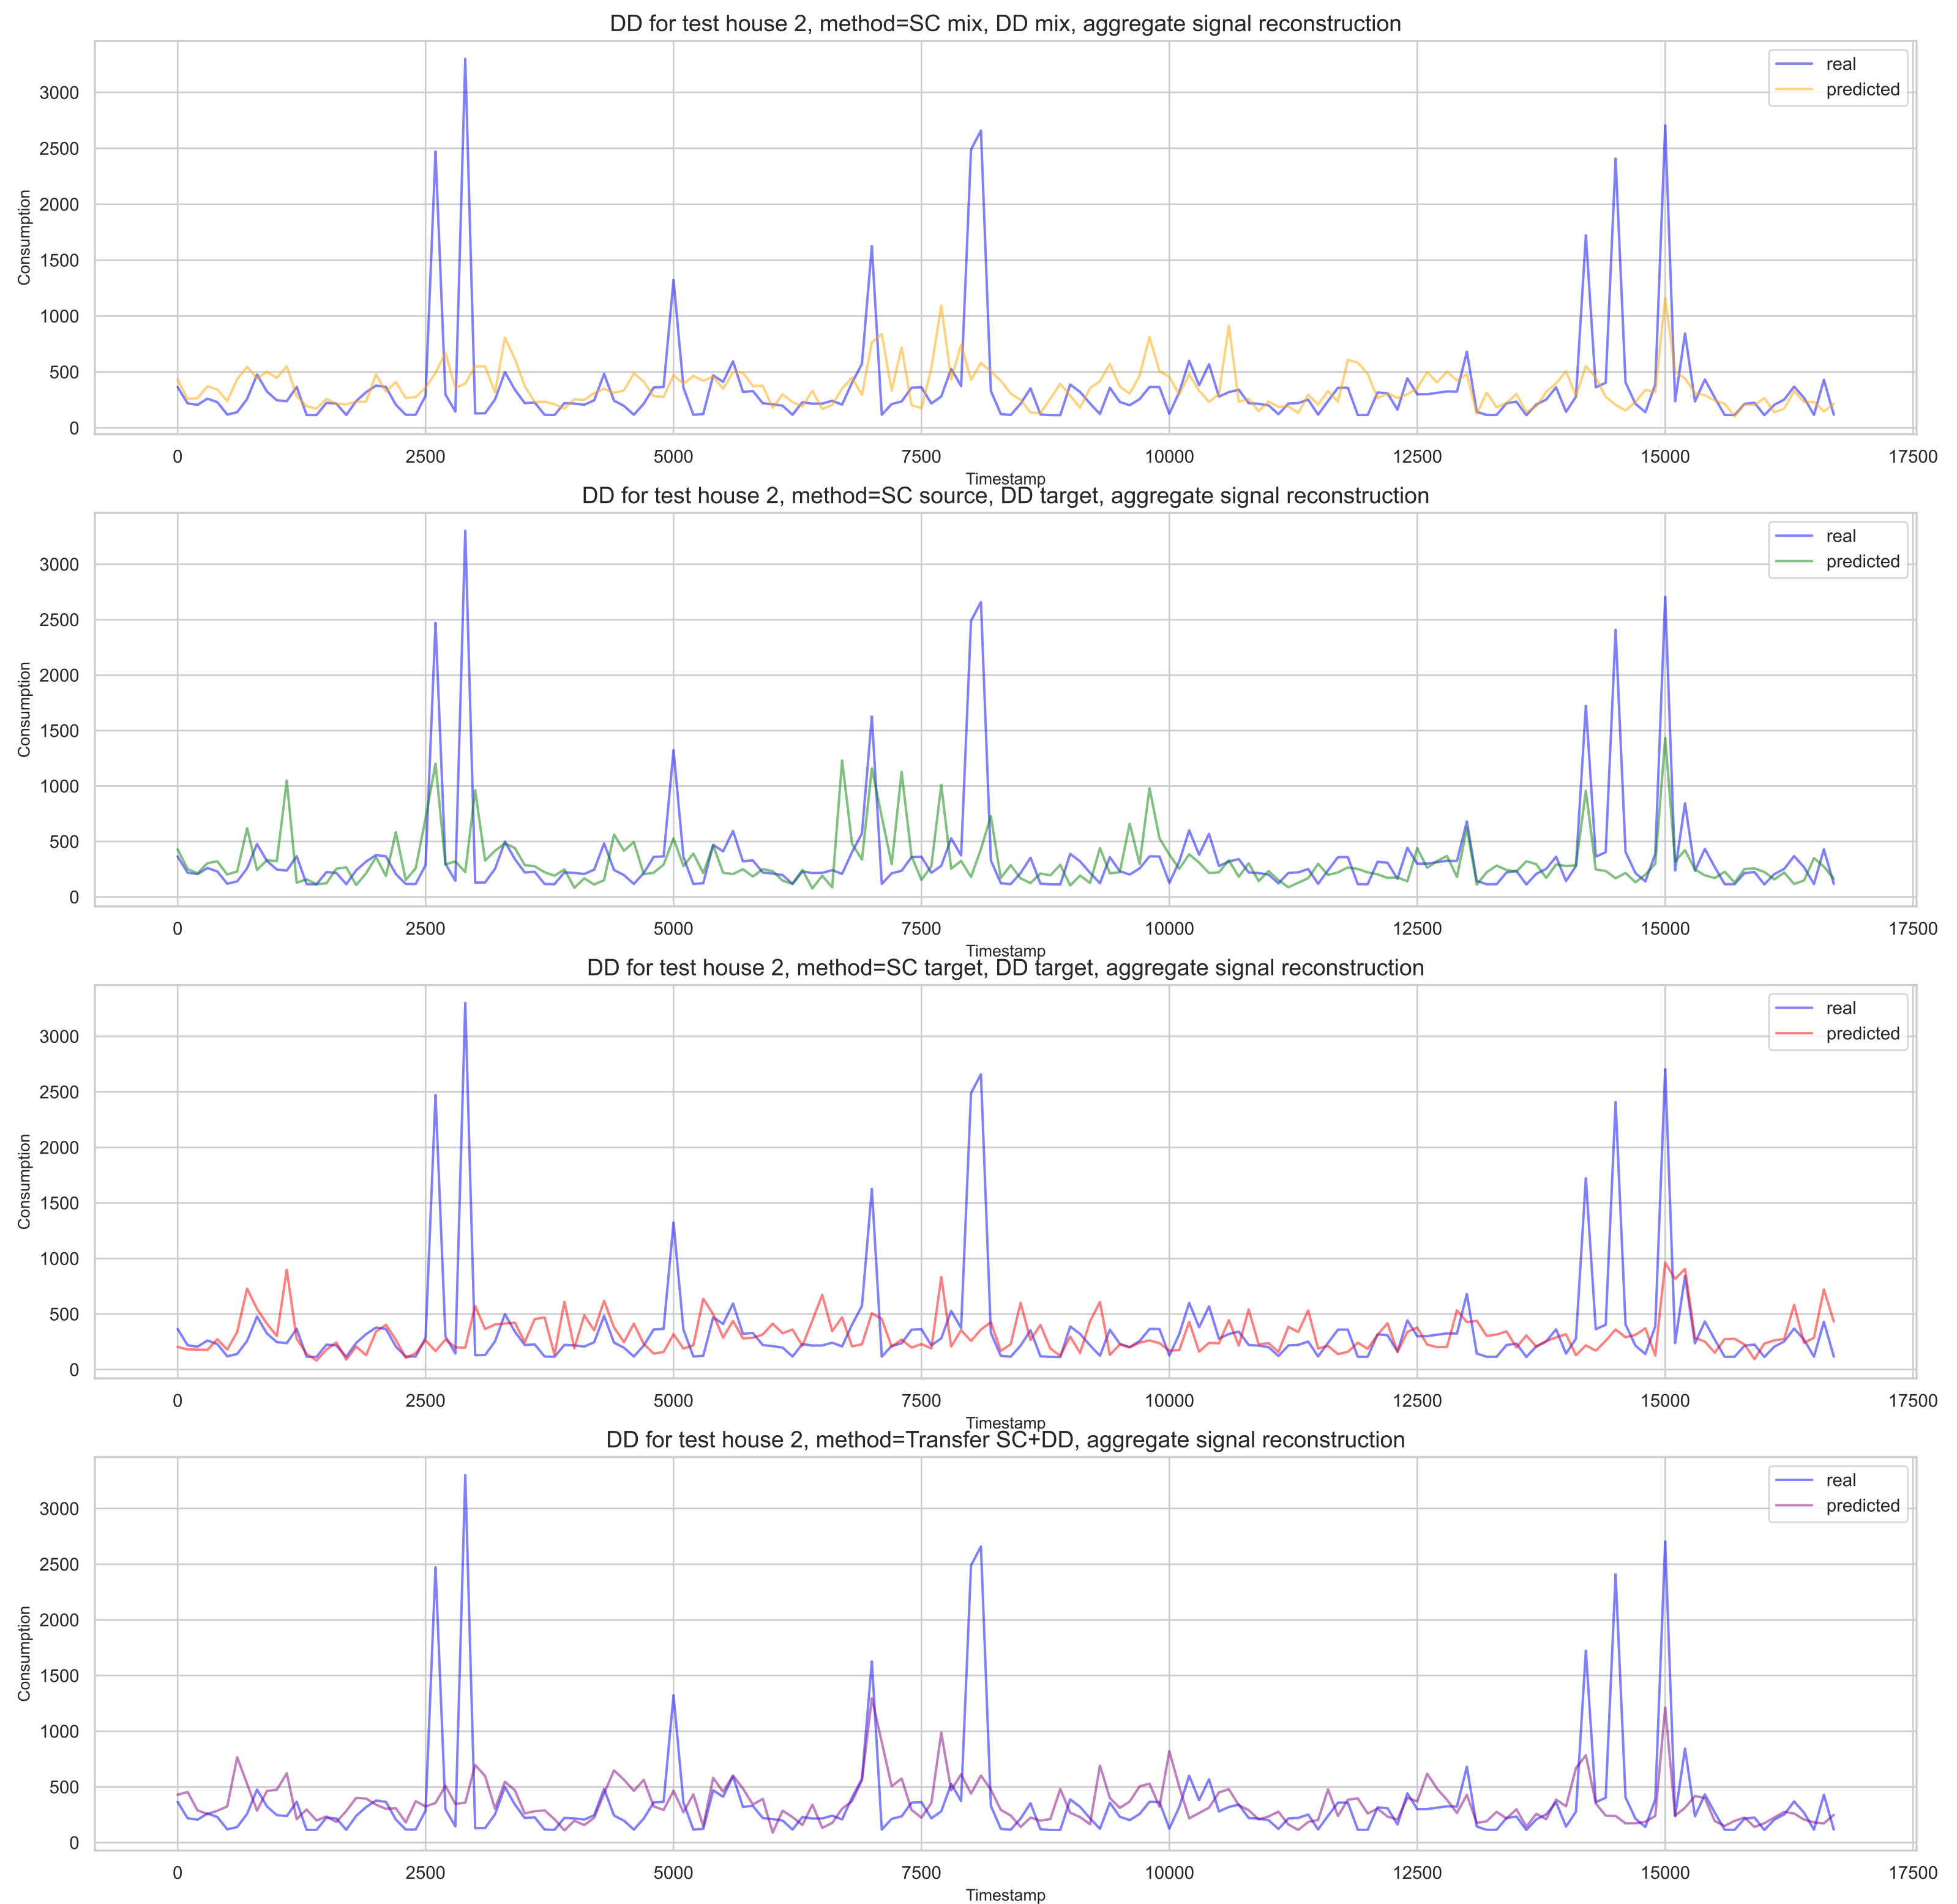 DD for test house 2, method=SC mix, DD mix, aggregate signal reconstruction
real
predicted
3000
2500
2000
1500
1000
500
0
Consumption
0 2500 5000 7500 10000 12500 15000 17500
Timestamp
DD for test house 2, method=SC source, DD target, aggregate signal reconstruction
real
predicted
3000
2500
2000
1500
1000
500
0
Consumption
0 2500 5000 7500 10000 12500 15000 17500
Timestamp
DD for test house 2, method=SC target, DD target, aggregate signal reconstruction
real
predicted
3000
2500
2000
1500
1000
500
0
Consumption
0 2500 5000 7500 10000 12500 15000 17500
Timestamp
DD for test house 2, method=Transfer SC+DD, aggregate signal reconstruction
real
predicted
3000
2500
2000
1500
1000
500
0
Consumption
0 2500 5000 7500 10000 12500 15000 17500
Timestamp